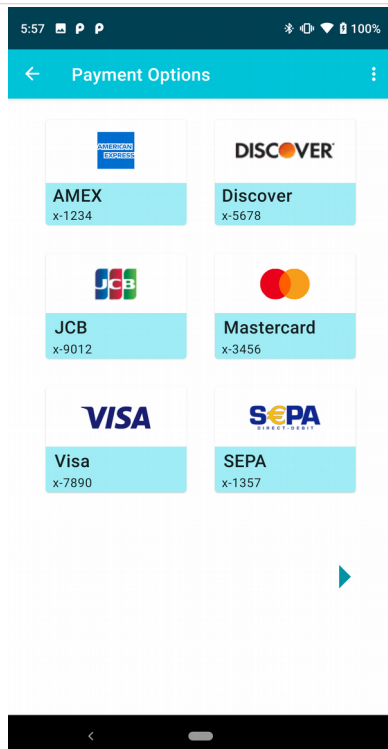 5:57
100%
Payment Options
AMERICAN
EXPRESS
DISCOVER
AMEX
x-1234
Discover
x-5678
JCB
JCB
x-9012
Mastercard
x-3456
VISA
S€PA
DIRECT-DEBIT
Visa
x-7890
SEPA
x-1357